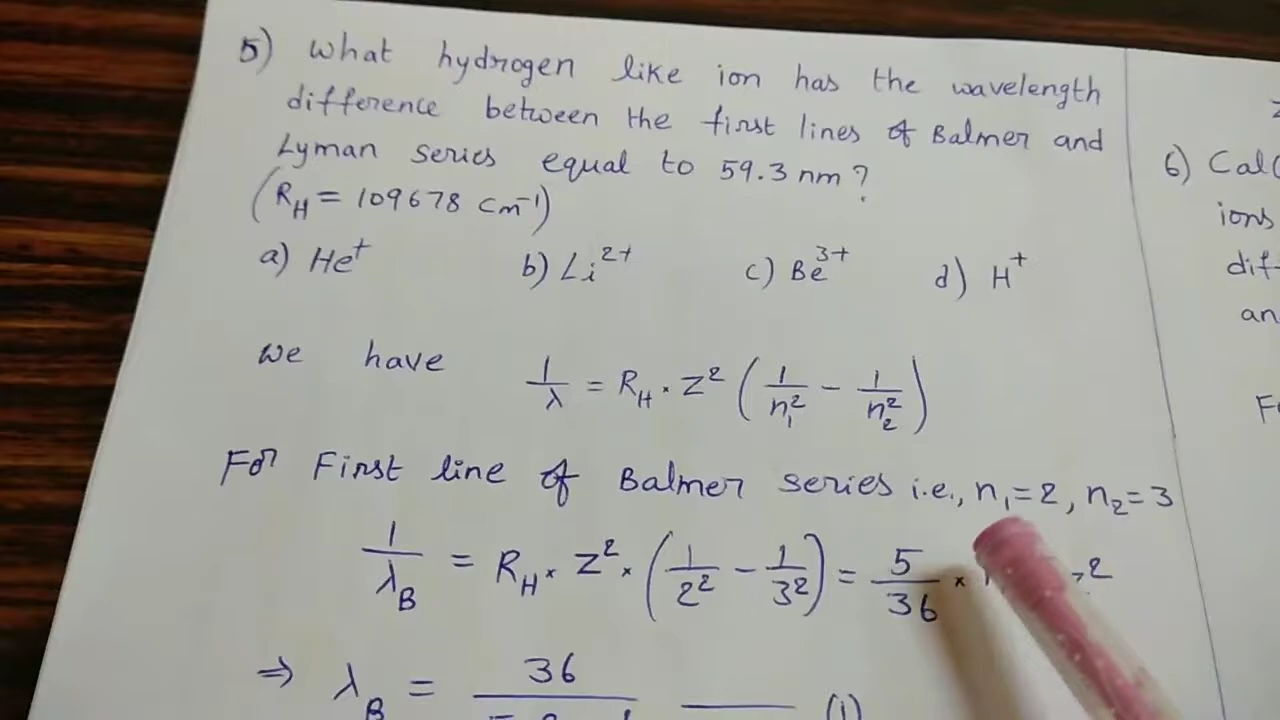 5) What hydrogen like ion has the wavelength
difference between the first lines of Balmer and
Lyman series equal to 59.3 nm?
(R_H = 109678 cm⁻¹)
a) He⁺ b) Li²⁺ c) Be³⁺ d) H⁺
We have
1/λ = R_H . Z² (1/n₁² − 1/n₂²)
For First line of Balmer series i.e., n₁=2, n₂=3
1/λ_B = R_H × Z² × (1/2² − 1/3²) = 5/36 ×
⇒ λ_B = 36 (1)
6) Cal
ions
dif
an